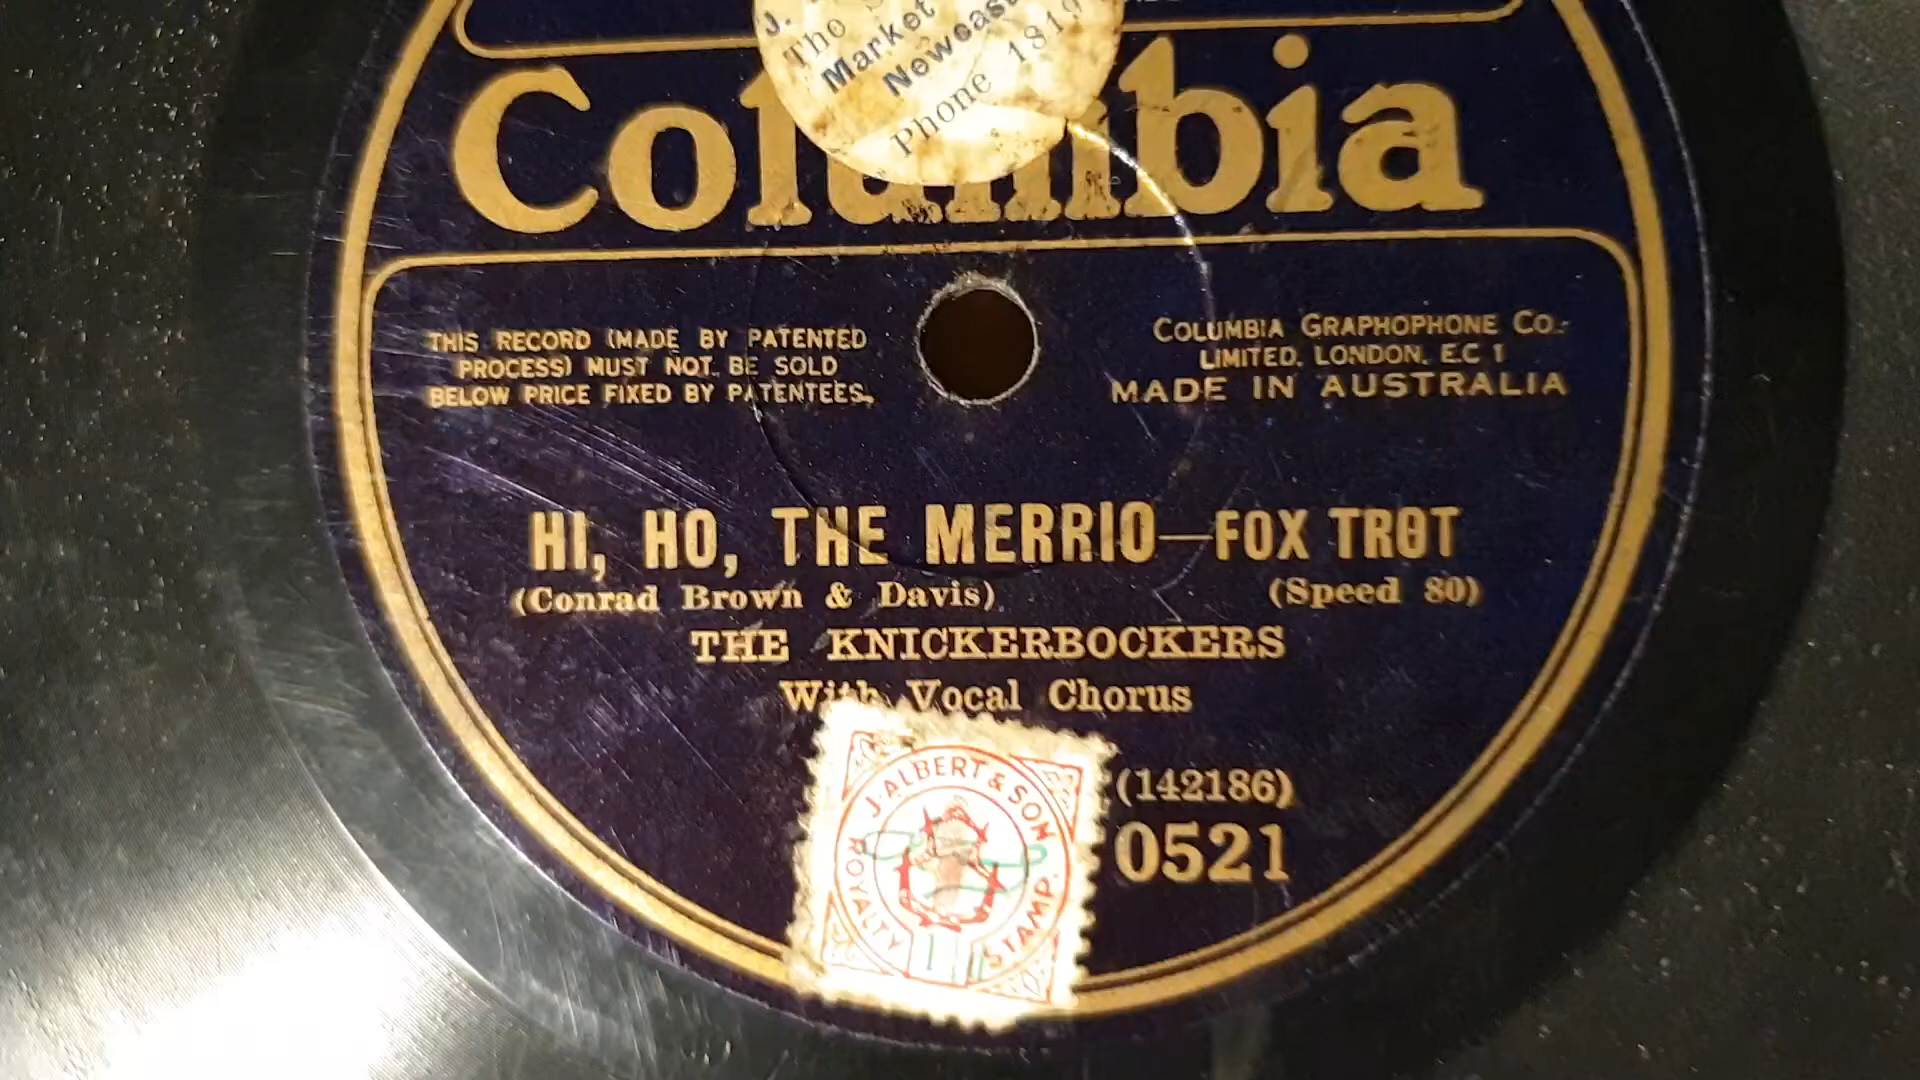 J.
The S
Market
Newcast
Phone 1819
Columbia
THIS RECORD (MADE BY PATENTED
PROCESS) MUST NOT BE SOLD
BELOW PRICE FIXED BY PATENTEES.
COLUMBIA GRAPHOPHONE CO.
LIMITED. LONDON. E.C 1
MADE IN AUSTRALIA
HI, HO, THE MERRIO—FOX TROT
(Conrad Brown & Davis) (Speed 80)
THE KNICKERBOCKERS
With Vocal Chorus
(142186)
0521
J. ALBERT & SON
ROYALTY STAMP.